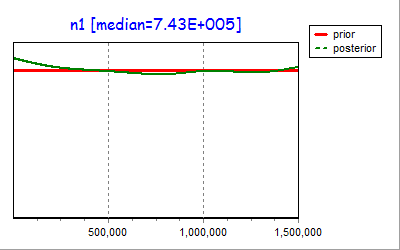 n1 [median=7.43E+005]
prior
posterior
500,000
1,000,000
1,500,000